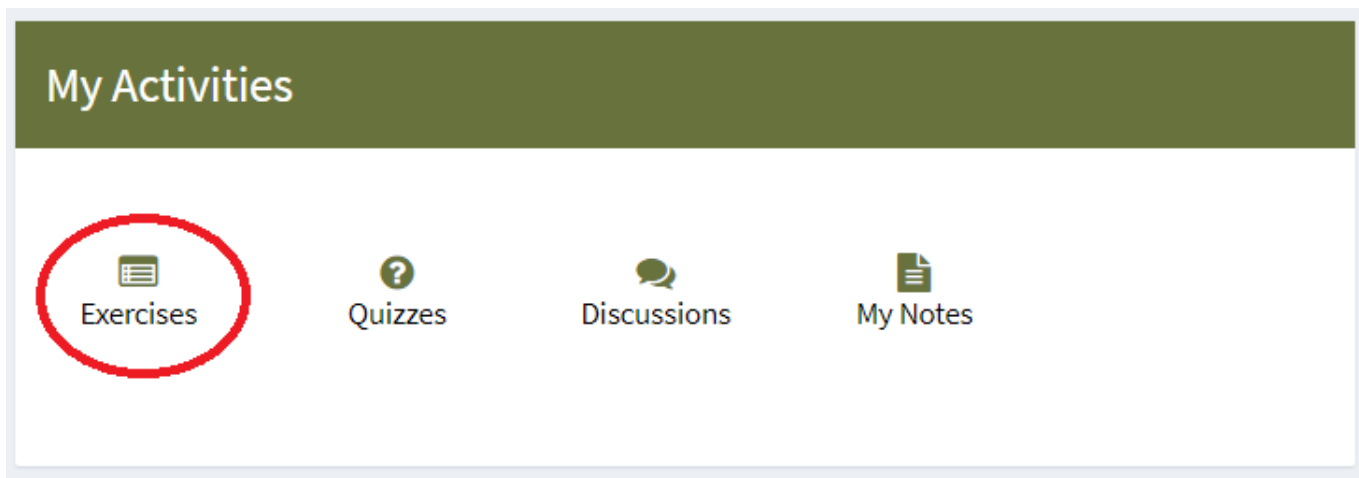 My Activities
Exercises
Quizzes
Discussions
My Notes